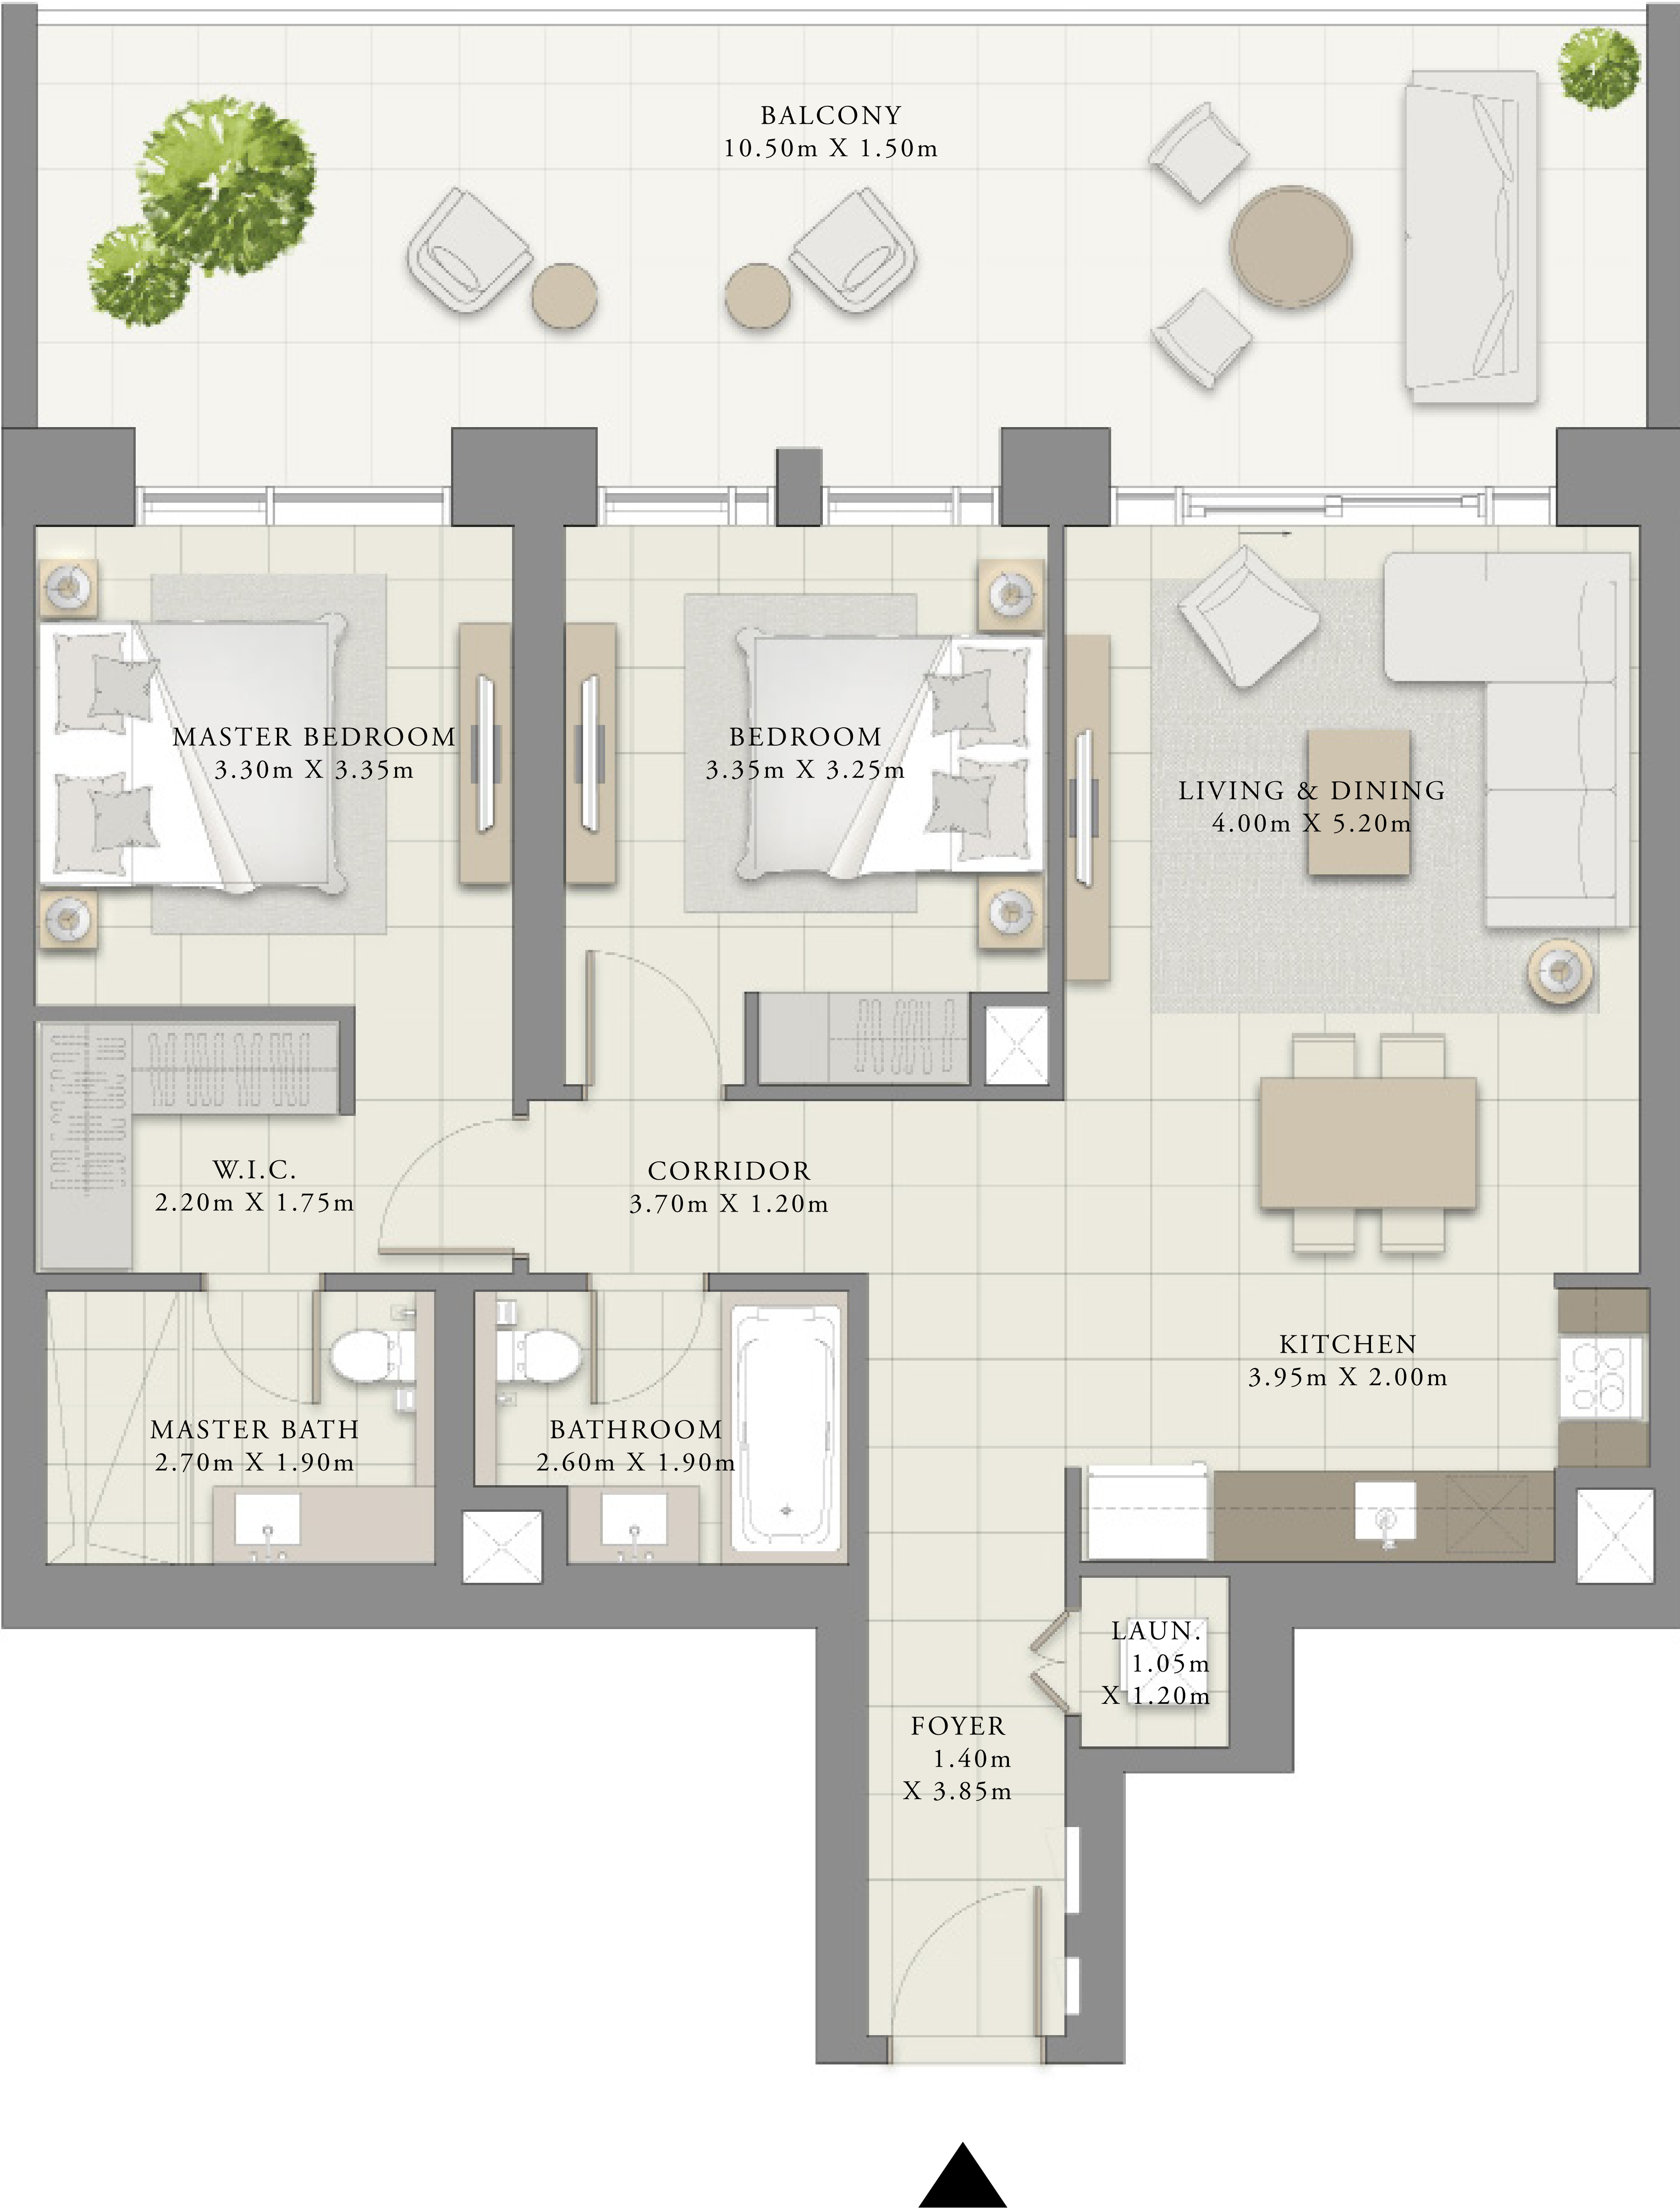 BALCONY
10.50m X 1.50m
MASTER BEDROOM
3.30m X 3.35m
BEDROOM
3.35m X 3.25m
LIVING & DINING
4.00m X 5.20m
W.I.C.
2.20m X 1.75m
CORRIDOR
3.70m X 1.20m
KITCHEN
3.95m X 2.00m
MASTER BATH
2.70m X 1.90m
BATHROOM
2.60m X 1.90m
LAUN.
1.05m
X 1.20m
FOYER
1.40m
X 3.85m